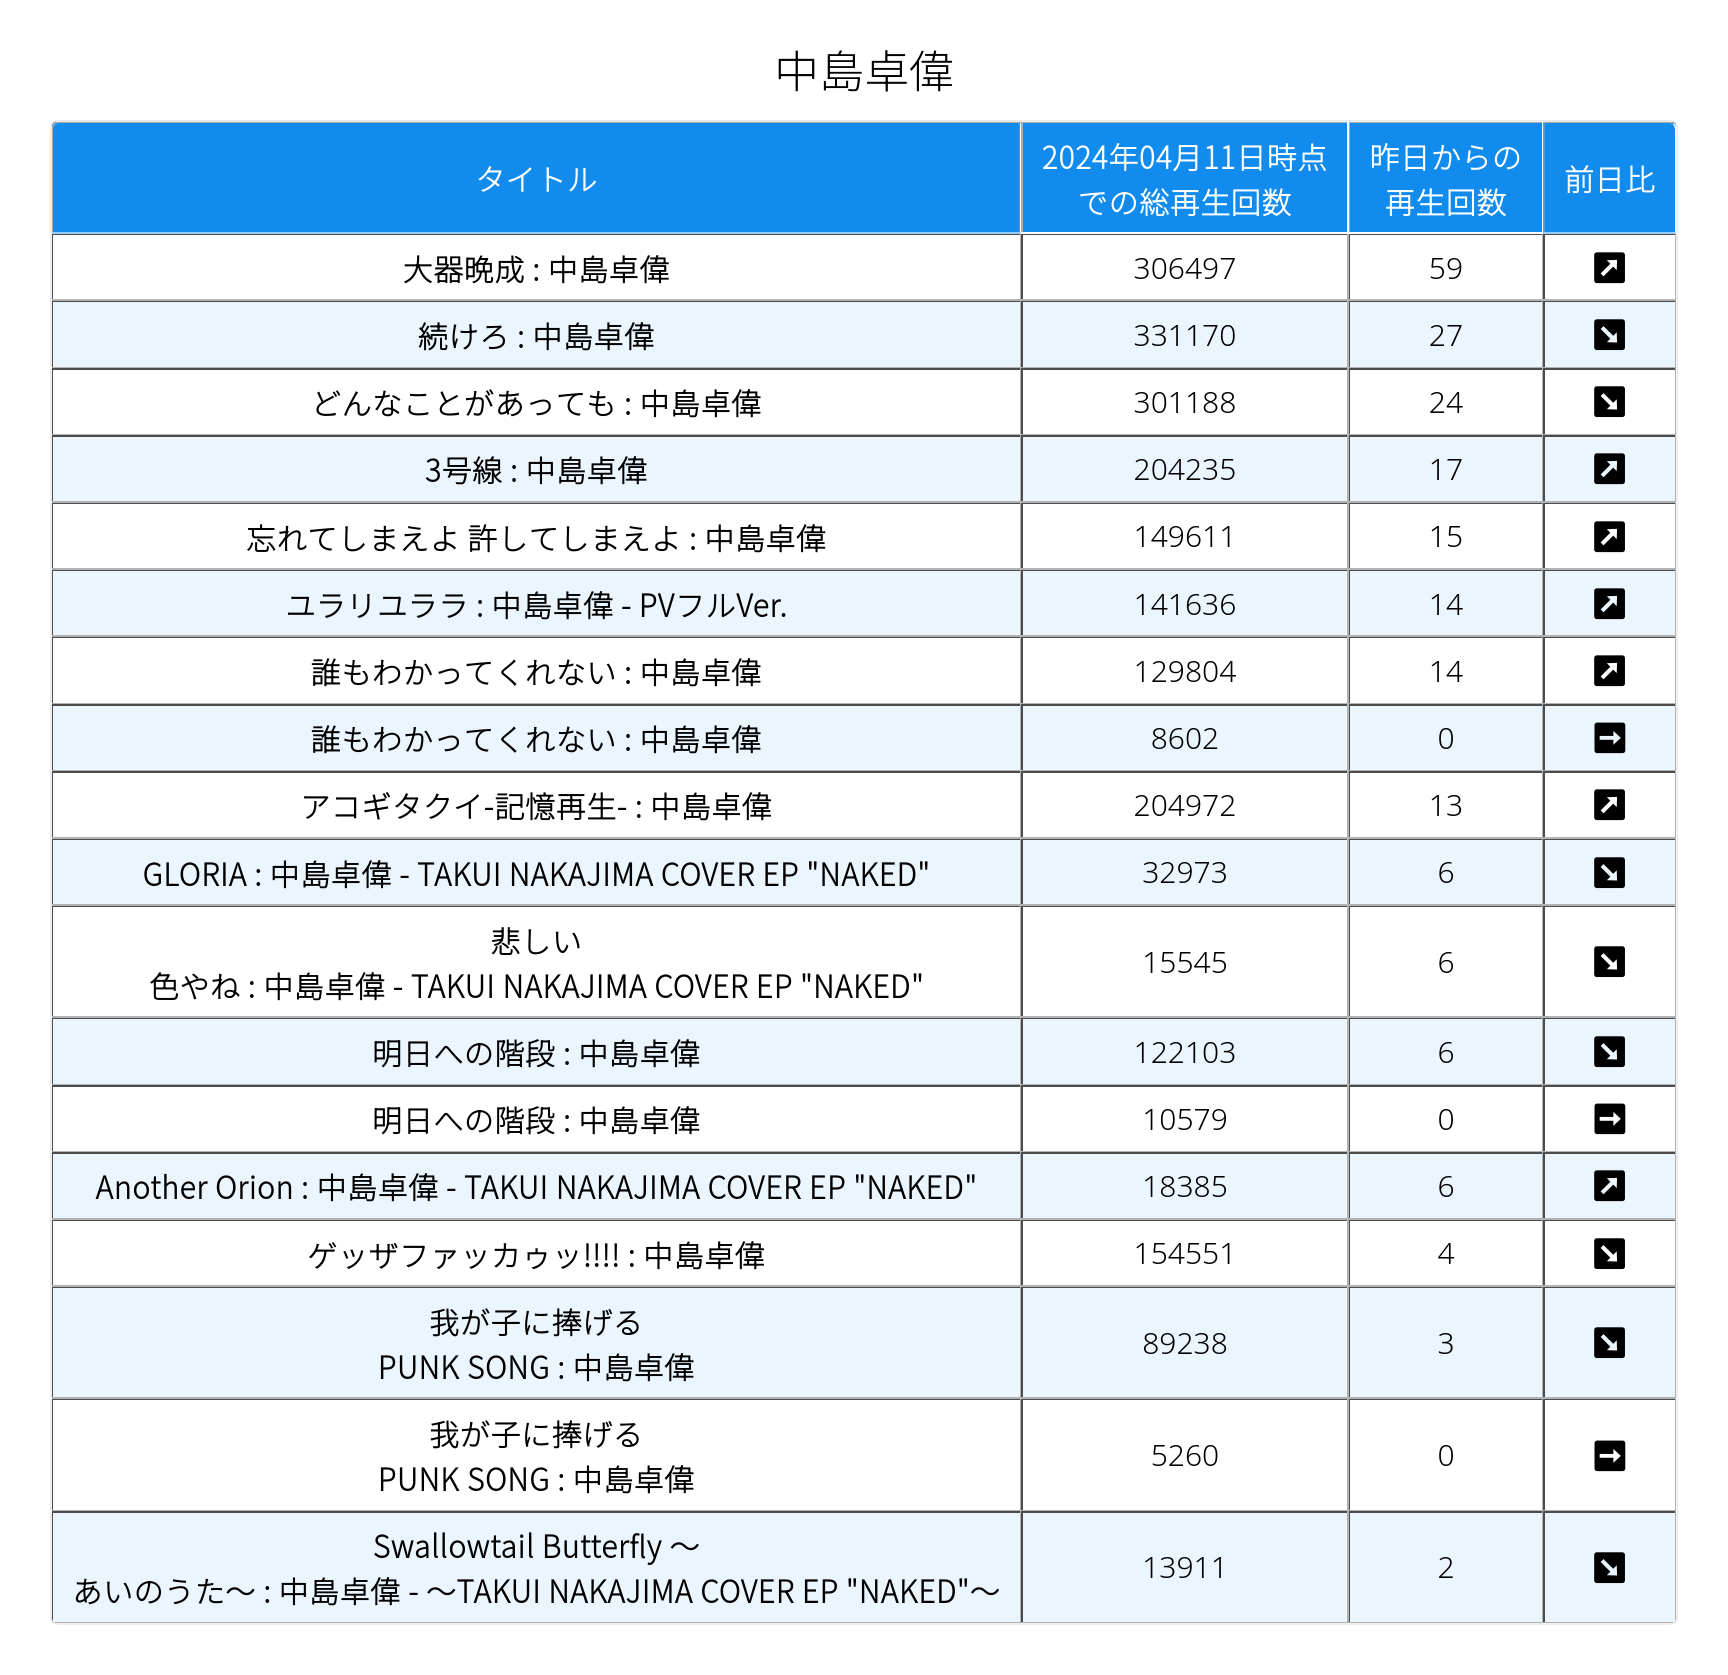 中島卓偉
タイトル
2024年04月11日時点
での総再生回数
昨日からの
再生回数
前日比
大器晩成 : 中島卓偉 306497 59
続けろ : 中島卓偉 331170 27
どんなことがあっても : 中島卓偉 301188 24
3号線 : 中島卓偉 204235 17
忘れてしまえよ 許してしまえよ : 中島卓偉 149611 15
ユラリユララ : 中島卓偉 - PVフルVer. 141636 14
誰もわかってくれない : 中島卓偉 129804 14
誰もわかってくれない : 中島卓偉 8602 0
アコギタクイ-記憶再生- : 中島卓偉 204972 13
GLORIA : 中島卓偉 - TAKUI NAKAJIMA COVER EP "NAKED" 32973 6
悲しい
色やね : 中島卓偉 - TAKUI NAKAJIMA COVER EP "NAKED" 15545 6
明日への階段 : 中島卓偉 122103 6
明日への階段 : 中島卓偉 10579 0
Another Orion : 中島卓偉 - TAKUI NAKAJIMA COVER EP "NAKED" 18385 6
ゲッザファッカゥッ!!!! : 中島卓偉 154551 4
我が子に捧げる
PUNK SONG : 中島卓偉 89238 3
我が子に捧げる
PUNK SONG : 中島卓偉 5260 0
Swallowtail Butterfly ～
あいのうた～ : 中島卓偉 - ～TAKUI NAKAJIMA COVER EP "NAKED"～ 13911 2